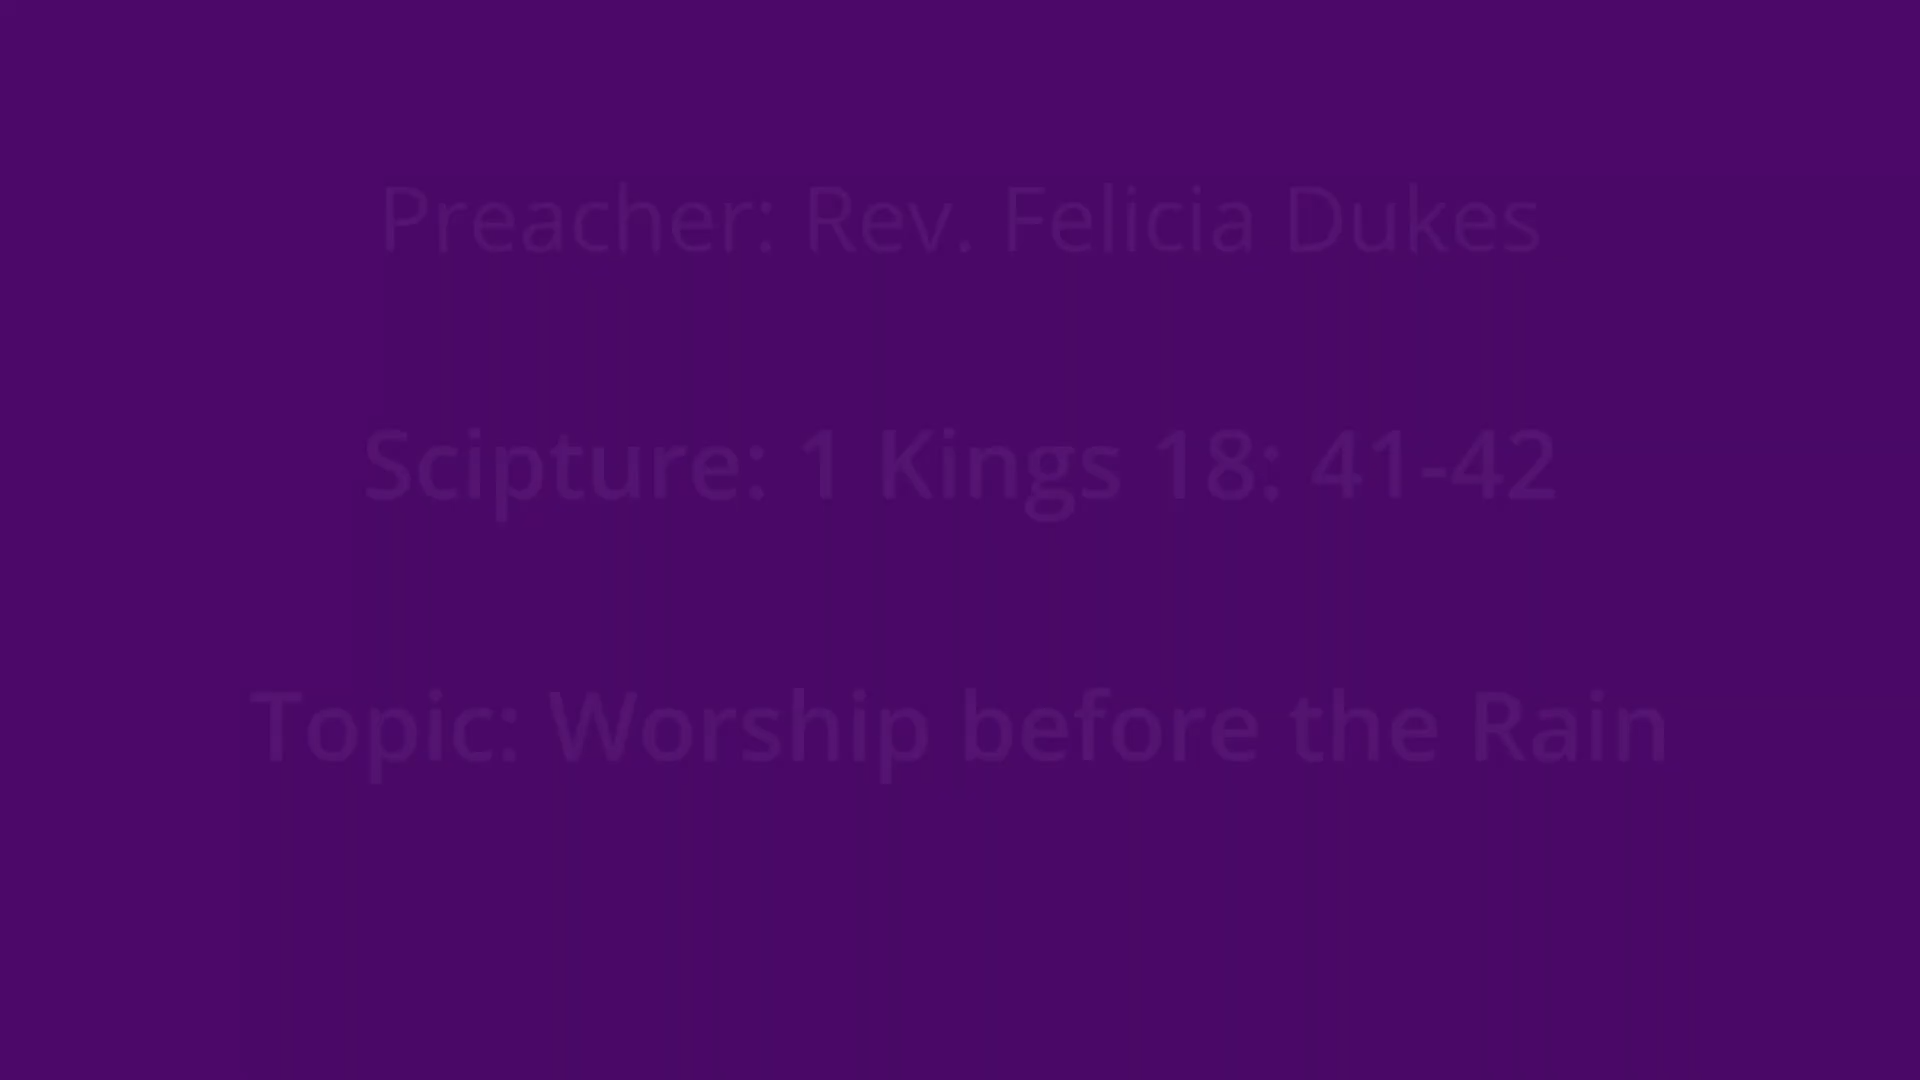 Preacher: Rev. Felicia Dukes
Scipture: 1 Kings 18: 41-42
Topic: Worship before the Rain